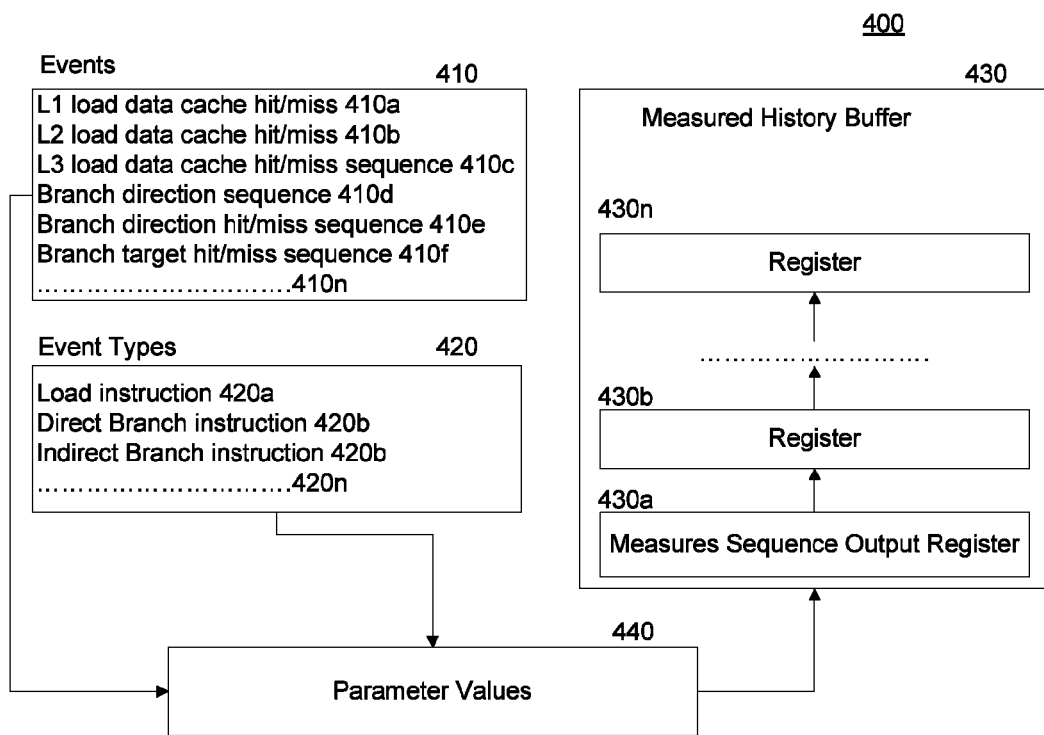 400
Events 410
L1 load data cache hit/miss 410a
L2 load data cache hit/miss 410b
L3 load data cache hit/miss sequence 410c
Branch direction sequence 410d
Branch direction hit/miss sequence 410e
Branch target hit/miss sequence 410f
……………………………410n
Event Types 420
Load instruction 420a
Direct Branch instruction 420b
Indirect Branch instruction 420b
……………………………420n
430
Measured History Buffer
430n
Register
…………………………
430b
Register
430a
Measures Sequence Output Register
440
Parameter Values